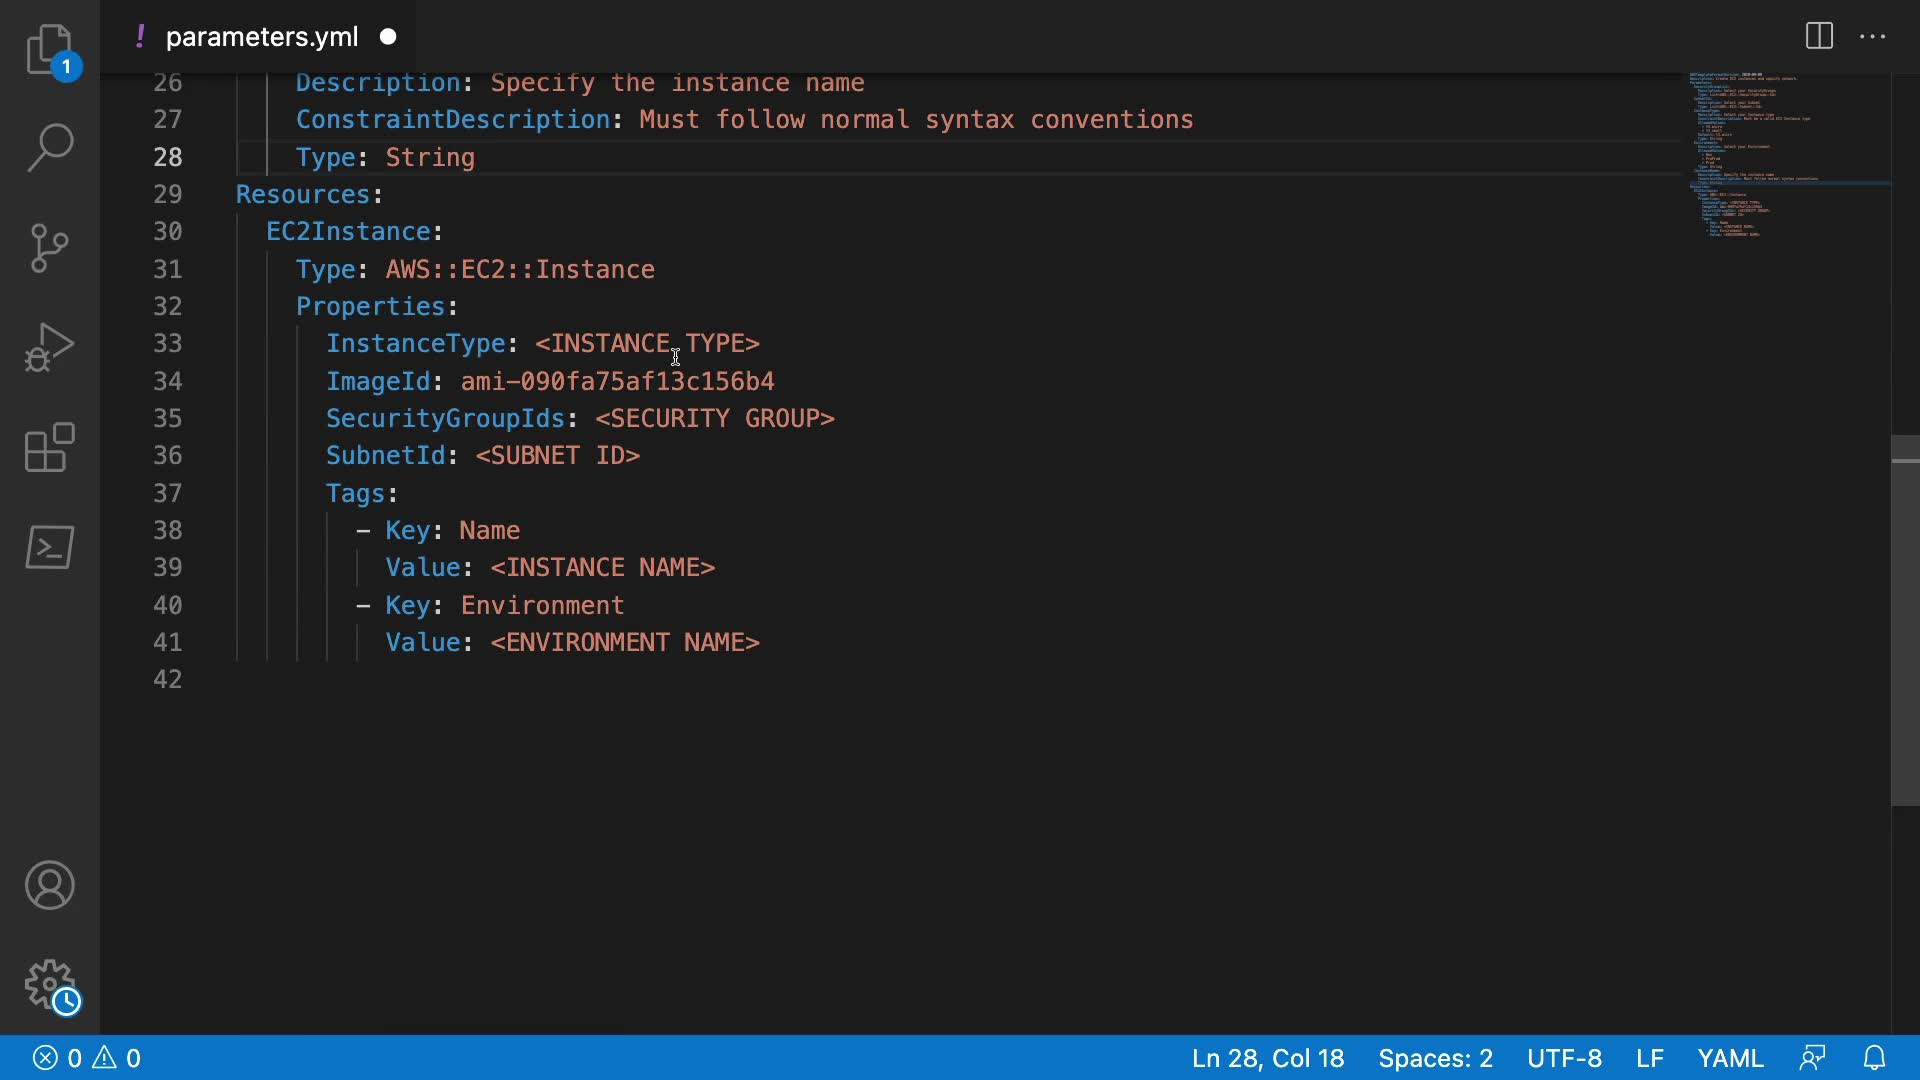 parameters.yml
1
26 Description: Specify the instance name
27 ConstraintDescription: Must follow normal syntax conventions
28 Type: String
29 Resources:
30 EC2Instance:
31 Type: AWS::EC2::Instance
32 Properties:
33 InstanceType: <INSTANCE TYPE>
34 ImageId: ami-090fa75af13c156b4
35 SecurityGroupIds: <SECURITY GROUP>
36 SubnetId: <SUBNET ID>
37 Tags:
38 - Key: Name
39 Value: <INSTANCE NAME>
40 - Key: Environment
41 Value: <ENVIRONMENT NAME>
42
0 0 Ln 28, Col 18 Spaces: 2 UTF-8 LF YAML